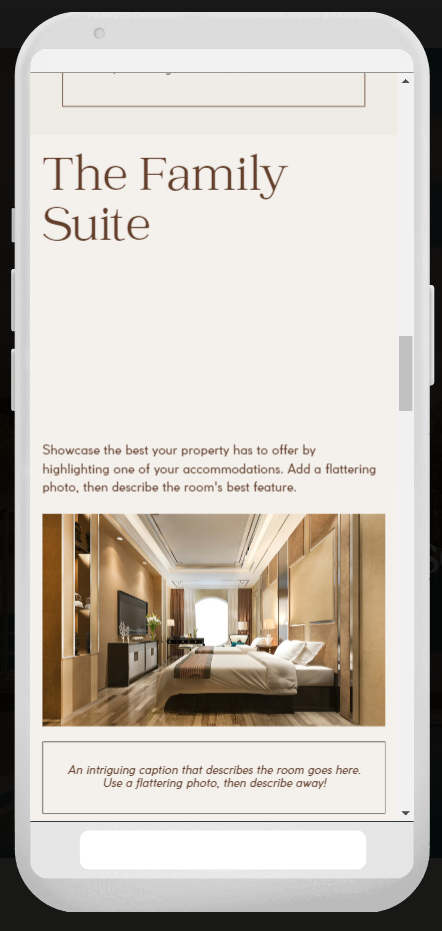 The Family
Suite
Showcase the best your property has to offer by
highlighting one of your accommodations. Add a flattering
photo, then describe the room's best feature.
An intriguing caption that describes the room goes here.
Use a flattering photo, then describe away!